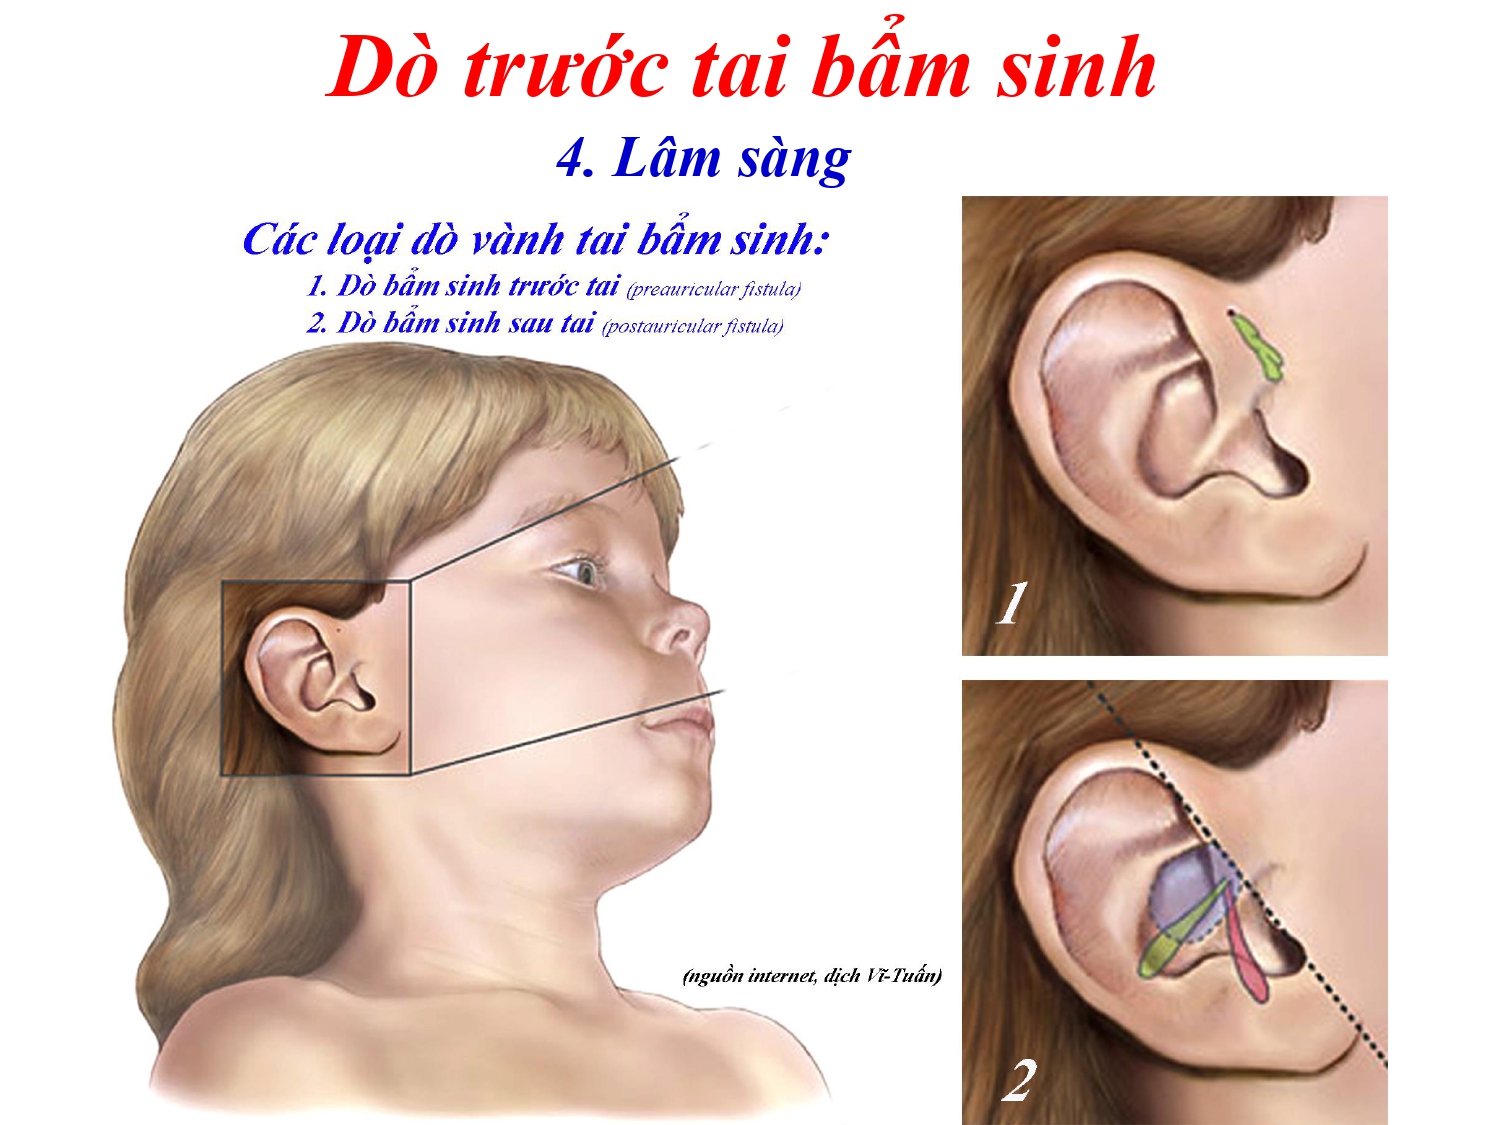 Dò trước tai bẩm sinh
4. Lâm sàng
Các loại dò vành tai bẩm sinh:
1. Dò bẩm sinh trước tai (preauricular fistula)
2. Dò bẩm sinh sau tai (postauricular fistula)
1
(nguồn internet, dịch Vĩ-Tuấn)
2